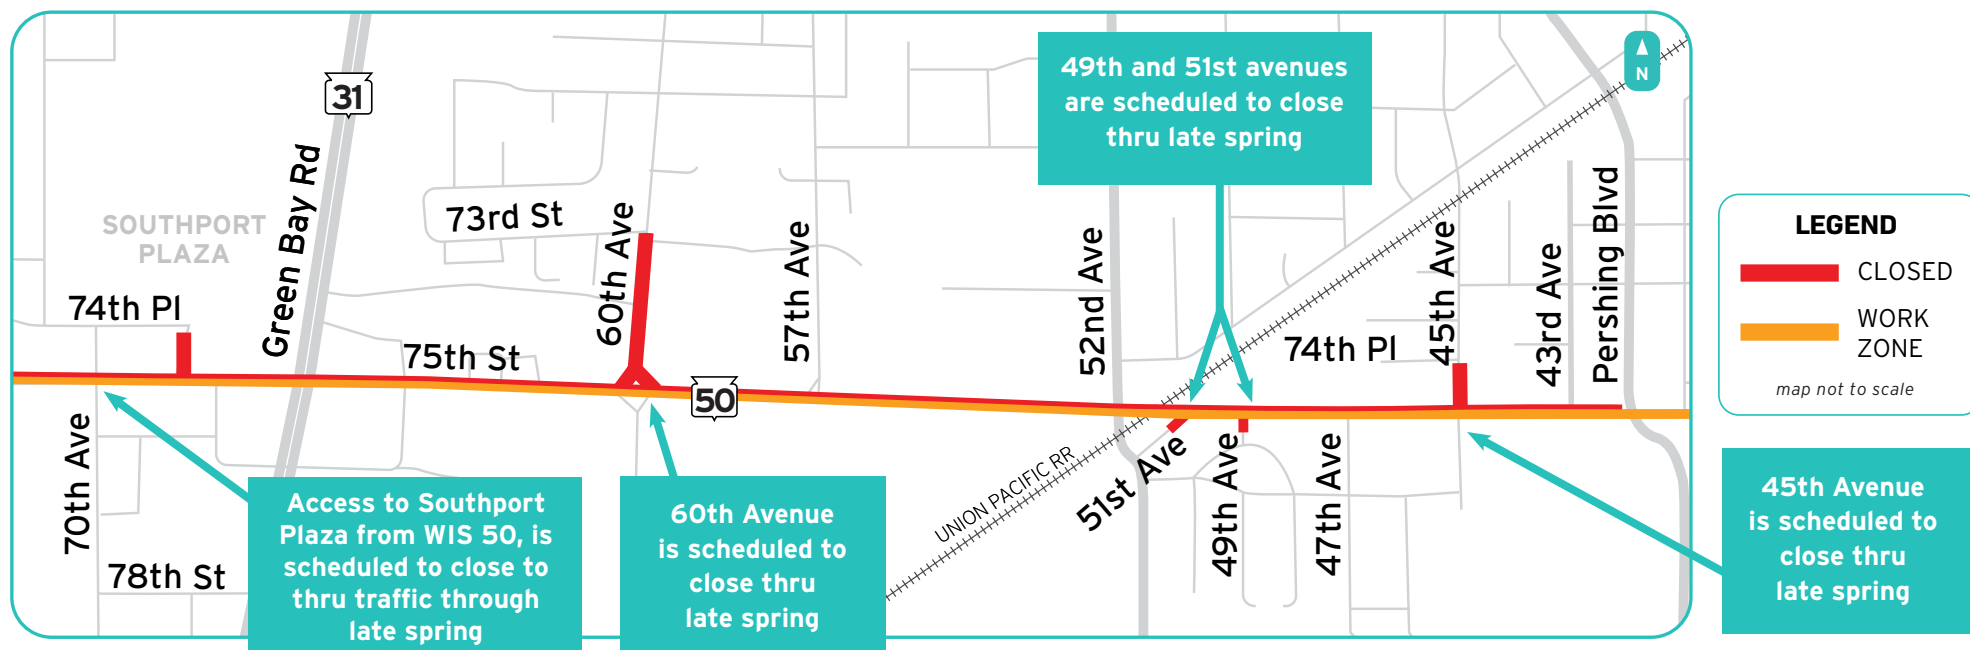 31
Green Bay Rd
SOUTHPORT
PLAZA
74th Pl
73rd St
60th Ave
75th St
57th Ave
50
49th and 51st avenues
are scheduled to close
thru late spring
52nd Ave
74th Pl
45th Ave
43rd Ave
Pershing Blvd
N
70th Ave
78th St
UNION PACIFIC RR
51st Ave
49th Ave
47th Ave
Access to Southport
Plaza from WIS 50, is
scheduled to close to
thru traffic through
late spring
60th Avenue
is scheduled to
close thru
late spring
45th Avenue
is scheduled to
close thru
late spring
LEGEND
CLOSED
WORK
ZONE
map not to scale